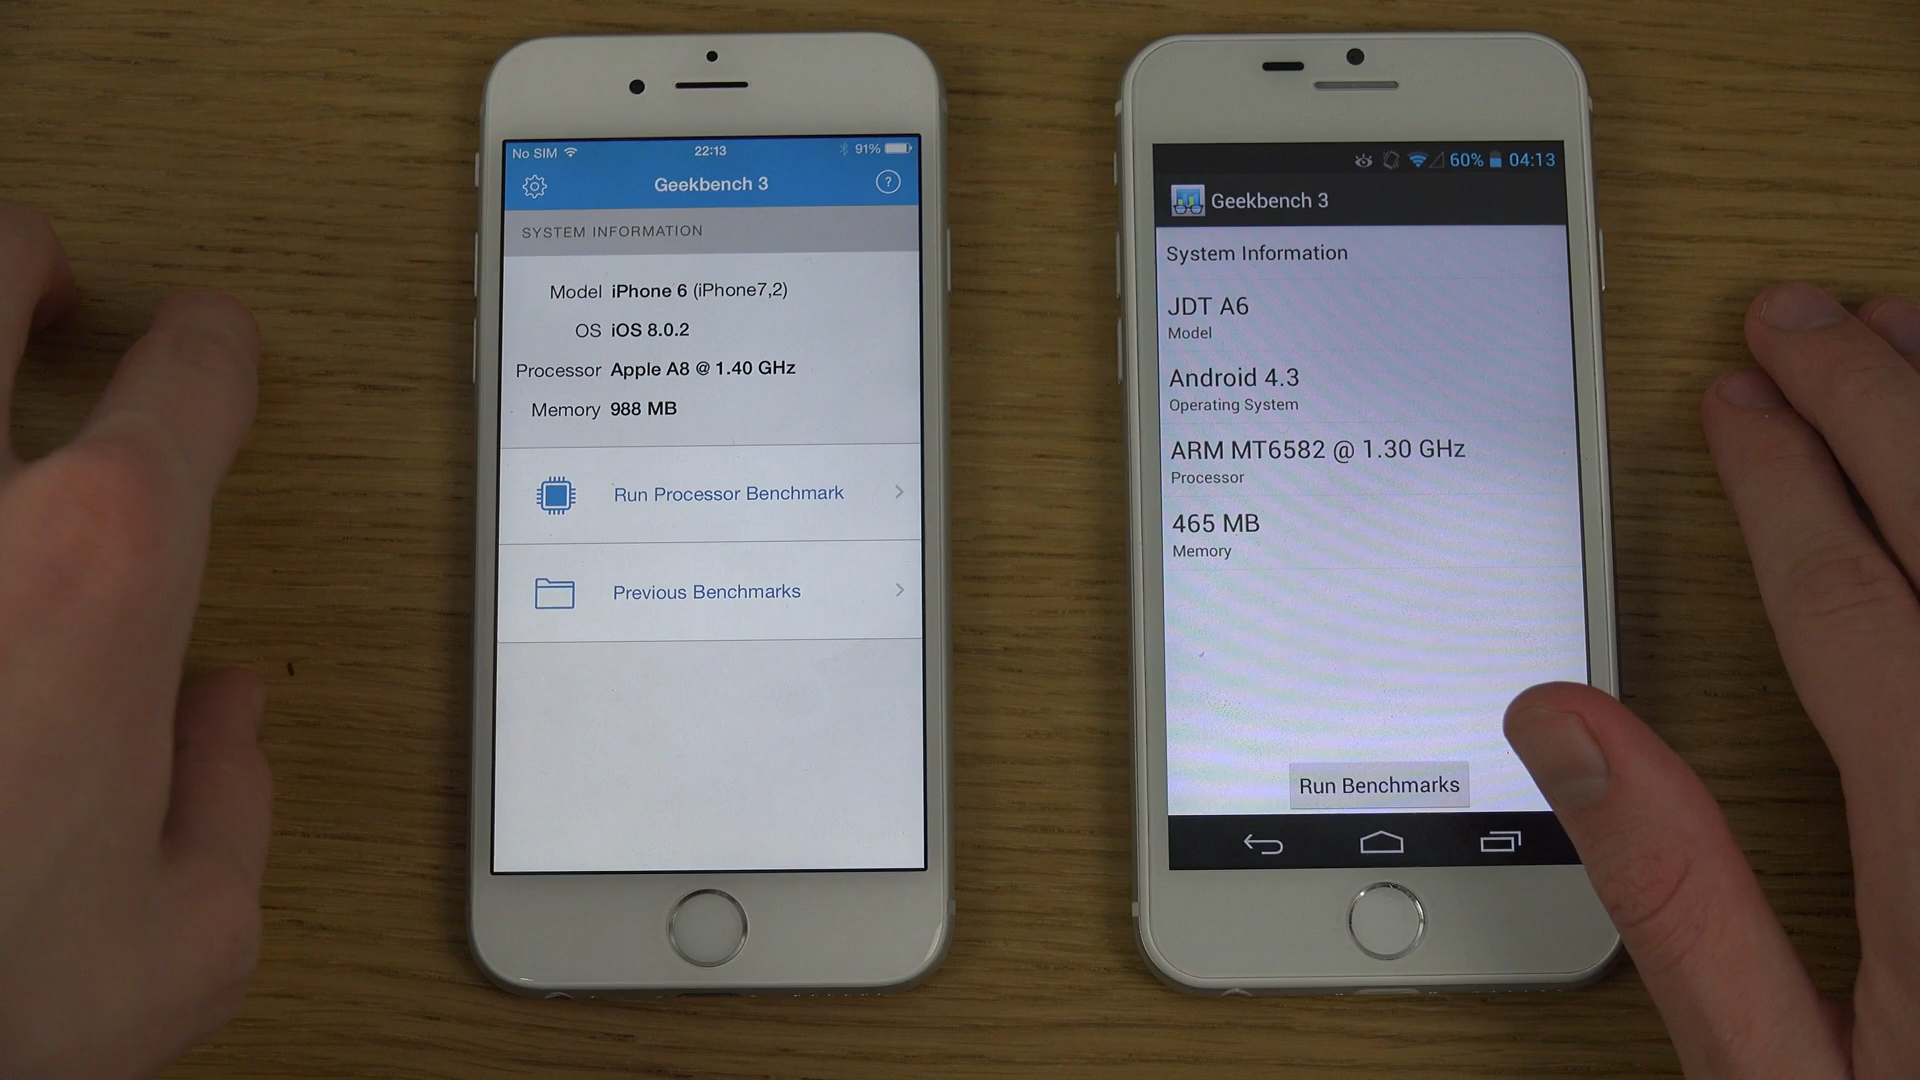 No SIM 22:13 91%
Geekbench 3 ?
SYSTEM INFORMATION
Model iPhone 6 (iPhone7,2)
OS iOS 8.0.2
Processor Apple A8 @ 1.40 GHz
Memory 988 MB
Run Processor Benchmark
Previous Benchmarks
60% 04:13
Geekbench 3
System Information
JDT A6
Model
Android 4.3
Operating System
ARM MT6582 @ 1.30 GHz
Processor
465 MB
Memory
Run Benchmarks